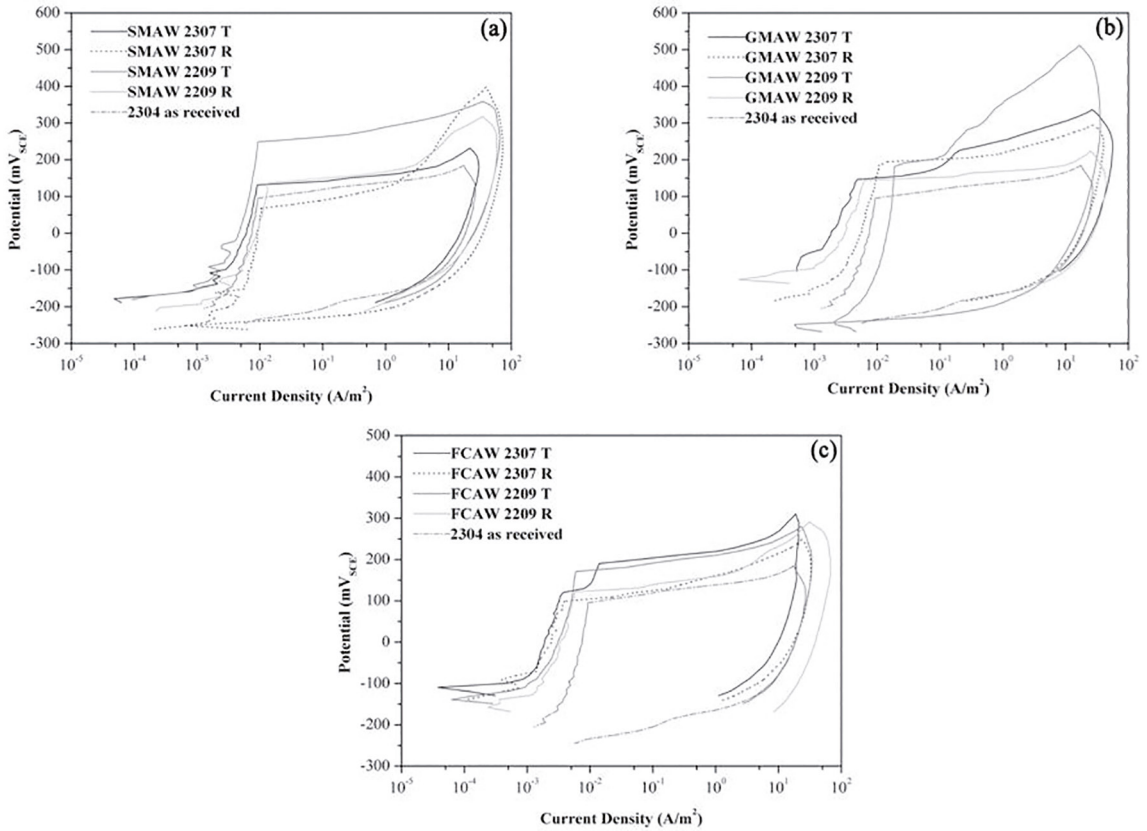 (a)
SMAW 2307 T
SMAW 2307 R
SMAW 2209 T
SMAW 2209 R
2304 as received
600
500
400
300
200
100
0
-100
-200
-300
Potential (mV_SCE)
10^-5 10^-4 10^-3 10^-2 10^-1 10^0 10^1 10^2
Current Density (A/m^2)
(b)
GMAW 2307 T
GMAW 2307 R
GMAW 2209 T
GMAW 2209 R
2304 as received
600
500
400
300
200
100
0
-100
-200
-300
Potential (mV_SCE)
10^-5 10^-4 10^-3 10^-2 10^-1 10^0 10^1 10^2
Current Density (A/m^2)
(c)
FCAW 2307 T
FCAW 2307 R
FCAW 2209 T
FCAW 2209 R
2304 as received
500
400
300
200
100
0
-100
-200
-300
Potential (mV_SCE)
10^-5 10^-4 10^-3 10^-2 10^-1 10^0 10^1 10^2
Current Density (A/m^2)